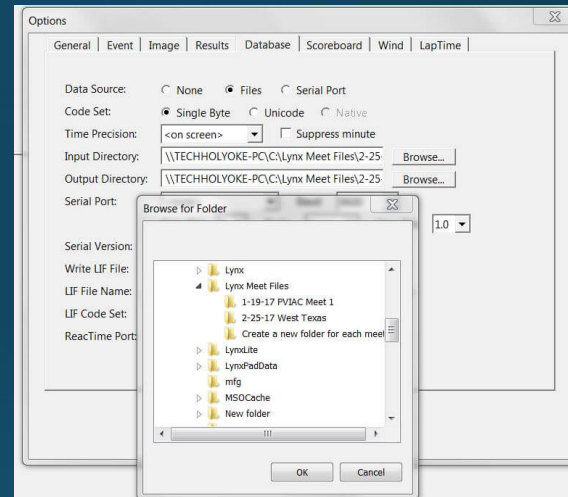 Options
General Event Image Results Database Scoreboard Wind LapTime
Data Source: None Files Serial Port
Code Set: Single Byte Unicode Native
Time Precision: <on screen> Suppress minute
Input Directory: \\TECHHOLYOKE-PC\C:\Lynx Meet Files\2-25- Browse...
Output Directory: \\TECHHOLYOKE-PC\C:\Lynx Meet Files\2-25- Browse...
Serial Port:
Browse for Folder
1.0
Serial Version:
Write LIF File:
LIF File Name:
LIF Code Set:
ReacTime Port:
Lynx
Lynx Meet Files
1-19-17 PVIAC Meet 1
2-25-17 West Texas
Create a new folder for each meet
LynxLite
LynxPadData
mfg
MSOCache
New folder
OK Cancel